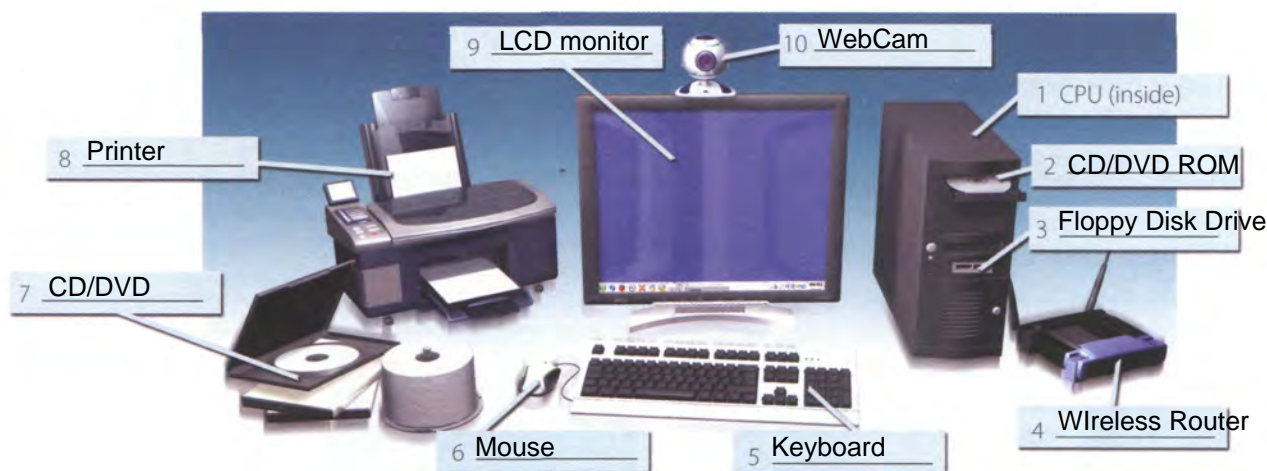 9 LCD monitor
10 WebCam
1 CPU (inside)
8 Printer
2 CD/DVD ROM
3 Floppy Disk Drive
7 CD/DVD
4 WIreless Router
6 Mouse
5 Keyboard